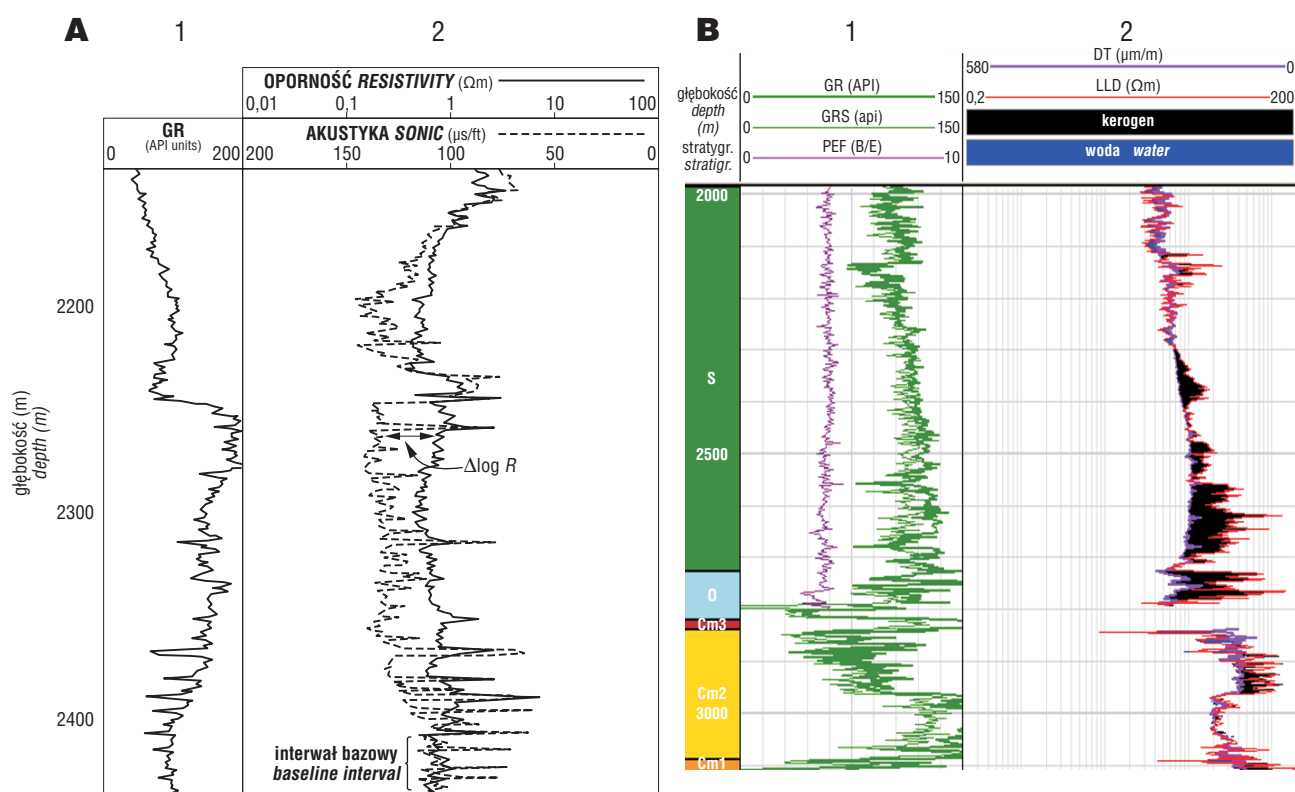 A
1
2
OPORNOŚĆ RESISTIVITY (Ωm)
0,01 0,1 1 10 100
GR
(API units)
0 200
AKUSTYKA SONIC (µs/ft)
200 150 100 50 0
głębokość (m)
depth (m)
2200
2300
2400
Δlog R
interwał bazowy
baseline interval
B
1
2
głębokość
depth
(m)
stratygr.
stratigr.
GR (API)
0 150
GRS (api)
0 150
PEF (B/E)
0 10
DT (µm/m)
580 0
LLD (Ωm)
0,2 200
kerogen
woda water
2000
S
2500
O
Cm3
Cm2
3000
Cm1